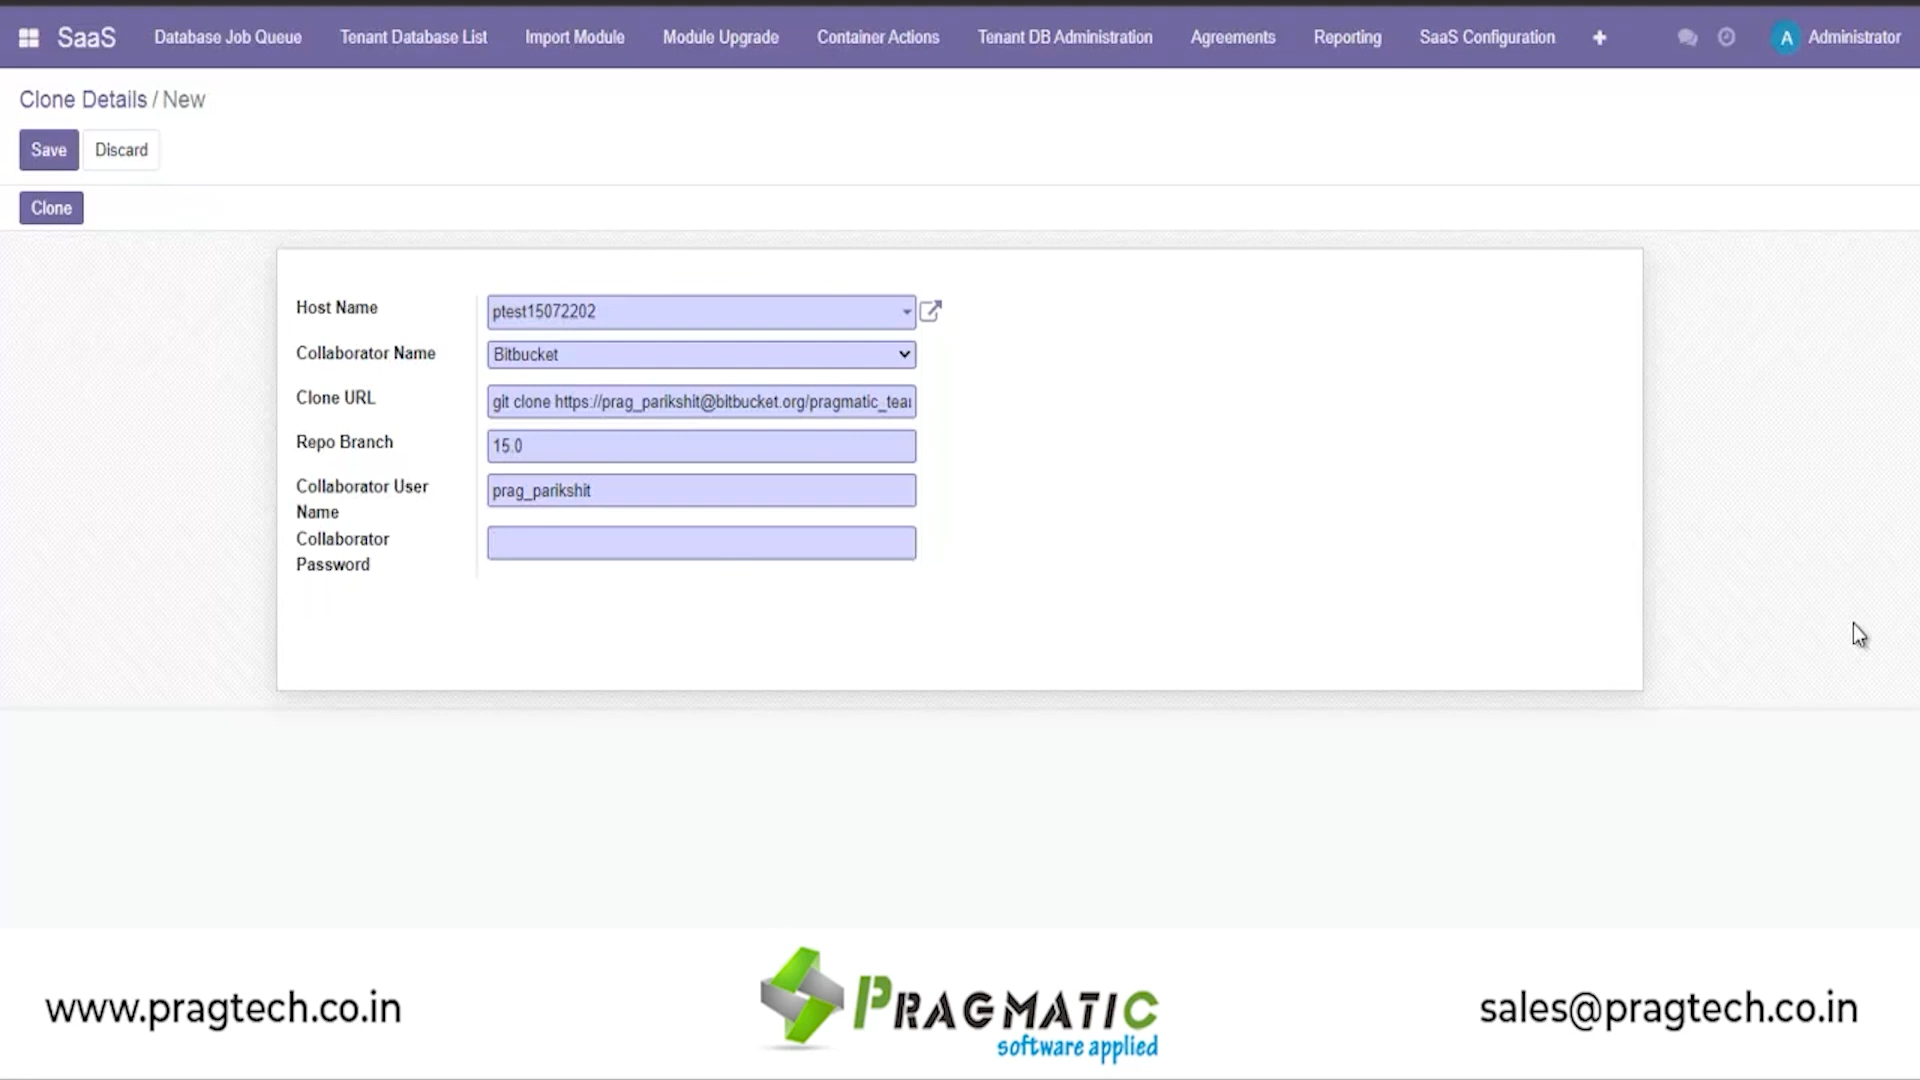 SaaS Database Job Queue Tenant Database List Import Module Module Upgrade Container Actions Tenant DB Administration Agreements Reporting SaaS Configuration + A Administrator
Clone Details / New
Save Discard
Clone
Host Name ptest15072202
Collaborator Name Bitbucket
Clone URL git clone https://prag_parikshit@bitbucket.org/pragmatic_tea
Repo Branch 15.0
Collaborator User
Name prag_parikshit
Collaborator
Password
www.pragtech.co.in
PRAGMATIC
software applied
sales@pragtech.co.in